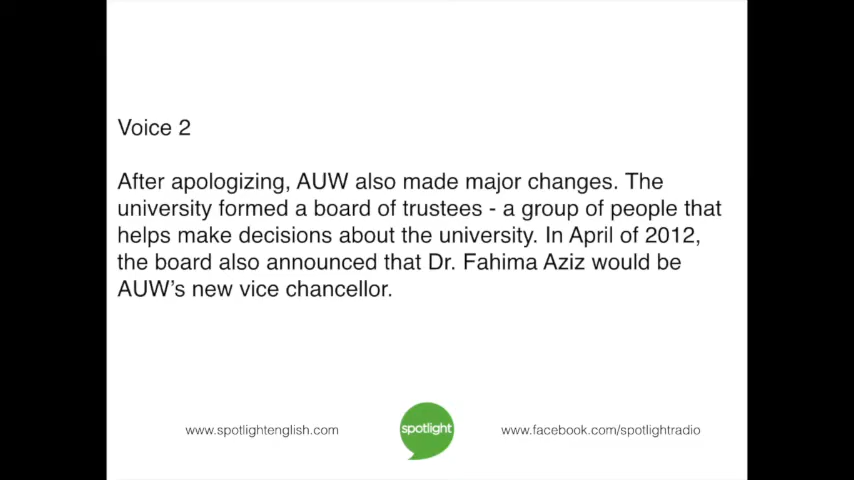 Voice 2
After apologizing, AUW also made major changes. The
university formed a board of trustees - a group of people that
helps make decisions about the university. In April of 2012,
the board also announced that Dr. Fahima Aziz would be
AUW’s new vice chancellor.
www.spotlightenglish.com
spotlight
www.facebook.com/spotlightradio